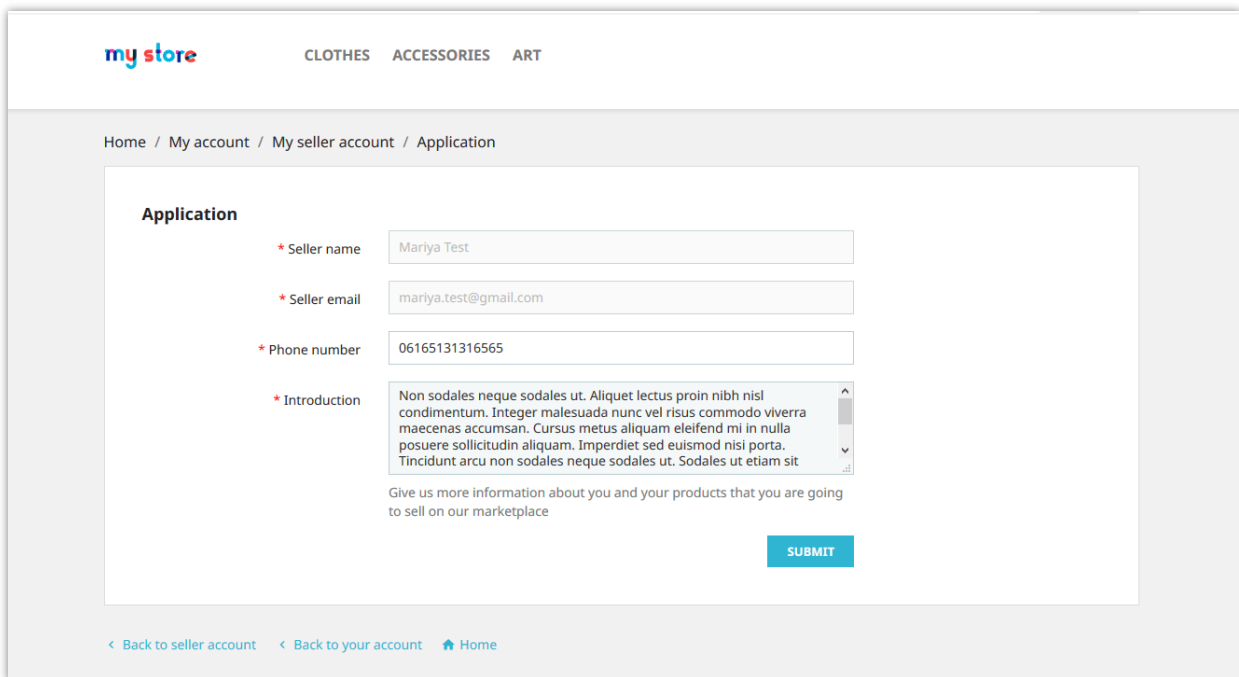 my store
CLOTHES ACCESSORIES ART
Home / My account / My seller account / Application
Application
* Seller name
Mariya Test
* Seller email
mariya.test@gmail.com
* Phone number
06165131316565
* Introduction
Non sodales neque sodales ut. Aliquet lectus proin nibh nisl
condimentum. Integer malesuada nunc vel risus commodo viverra
maecenas accumsan. Cursus metus aliquam eleifend mi in nulla
posuere sollicitudin aliquam. Imperdiet sed euismod nisi porta.
Tincidunt arcu non sodales neque sodales ut. Sodales ut etiam sit
Give us more information about you and your products that you are going
to sell on our marketplace
SUBMIT
Back to seller account Back to your account Home